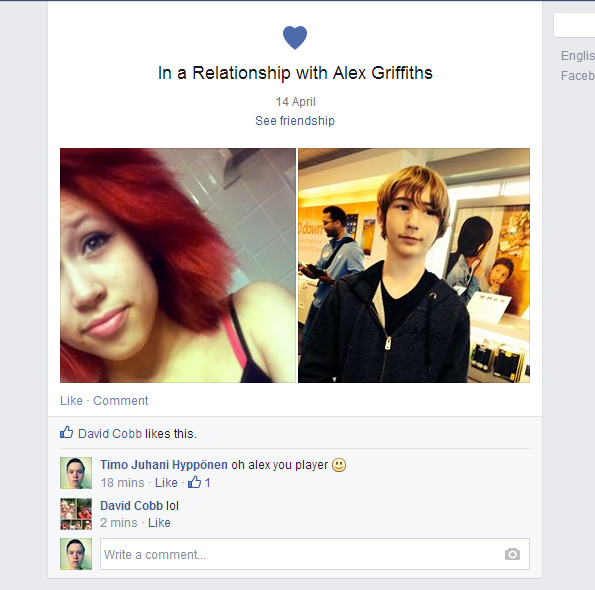 In a Relationship with Alex Griffiths
14 April
See friendship
down
Like · Comment
David Cobb likes this.
Timo Juhani Hyppönen oh alex you player
18 mins · Like · 1
David Cobb lol
2 mins · Like
Write a comment...
Englis
Faceb